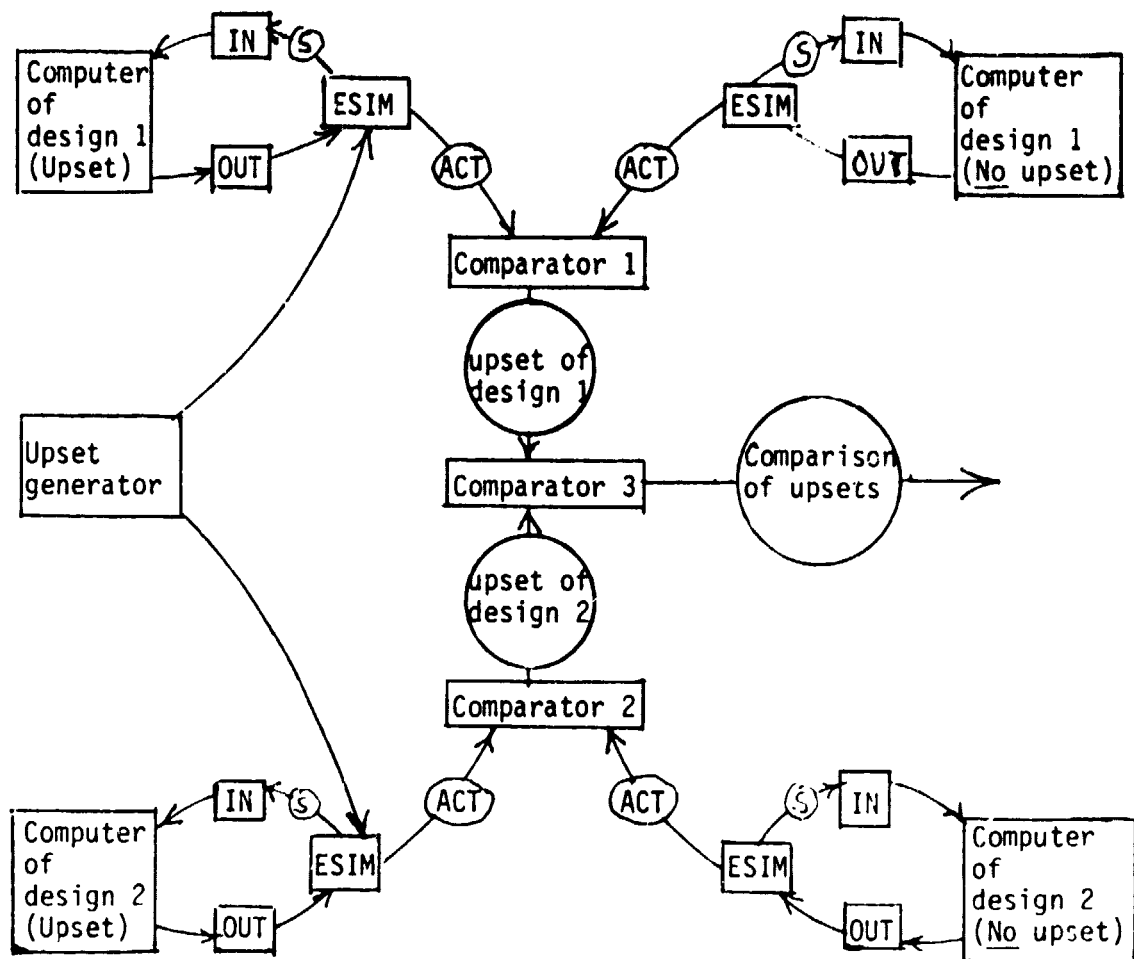 IN
S
Computer
of
design 1
(Upset)
ESIM
OUT
ACT
S
IN
ESIM
Computer
of
design 1
(No upset)
OUT
ACT
Comparator 1
upset of
design 1
Upset
generator
Comparator 3
Comparison
of upsets
upset of
design 2
Comparator 2
IN
S
Computer
of
design 2
(Upset)
ESIM
OUT
ACT
ACT
S
IN
ESIM
Computer
of
design 2
(No upset)
OUT